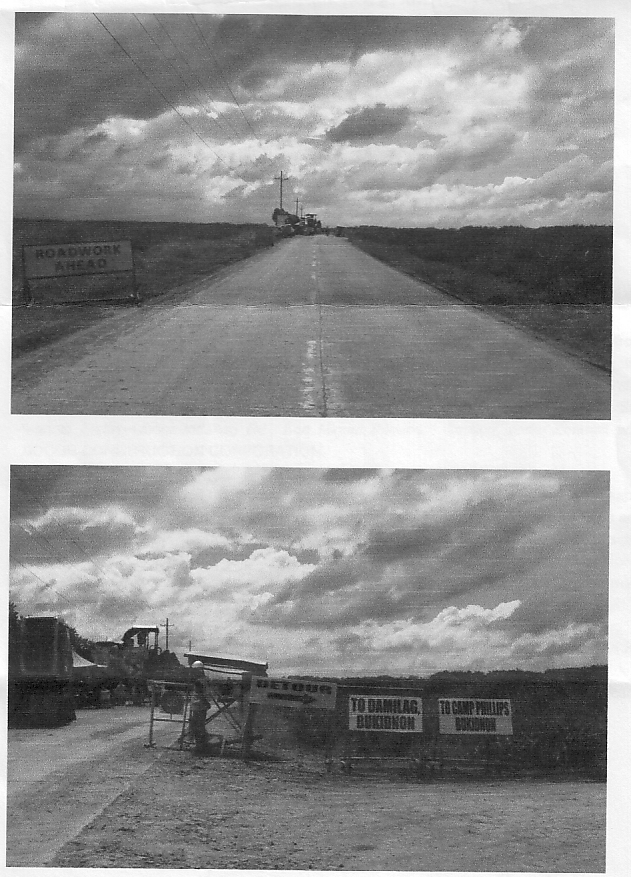 ROADWORK
AHEAD
DETOUR
TO DAMILAG,
BUKIDNON
TO CAMP PHILLIPS
BUKIDNON